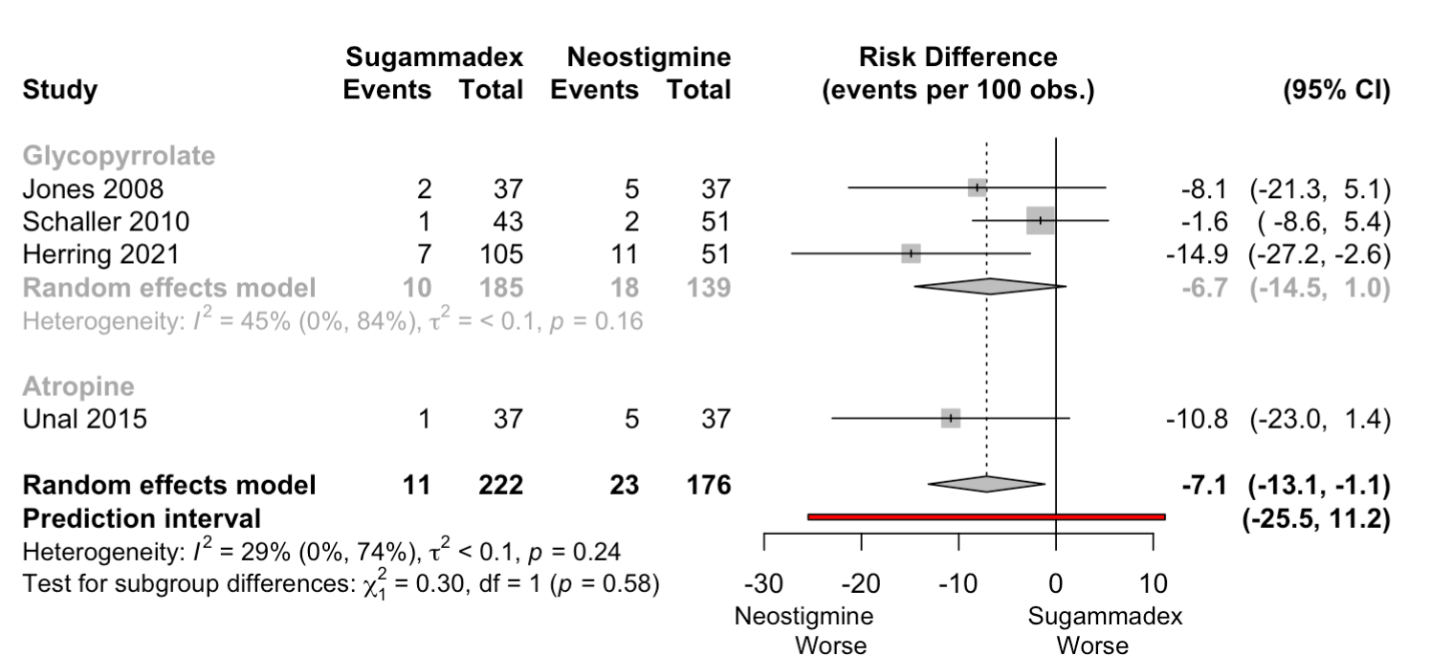 Sugammadex Neostigmine Risk Difference
Study Events Total Events Total (events per 100 obs.) (95% CI)
Glycopyrrolate
Jones 2008 2 37 5 37 -8.1 (-21.3, 5.1)
Schaller 2010 1 43 2 51 -1.6 ( -8.6, 5.4)
Herring 2021 7 105 11 51 -14.9 (-27.2, -2.6)
Random effects model 10 185 18 139 -6.7 (-14.5, 1.0)
Heterogeneity: I² = 45% (0%, 84%), τ² = < 0.1, p = 0.16
Atropine
Unal 2015 1 37 5 37 -10.8 (-23.0, 1.4)
Random effects model 11 222 23 176 -7.1 (-13.1, -1.1)
Prediction interval (-25.5, 11.2)
Heterogeneity: I² = 29% (0%, 74%), τ² < 0.1, p = 0.24
Test for subgroup differences: χ²₁ = 0.30, df = 1 (p = 0.58)
-30 -20 -10 0 10
Neostigmine Sugammadex
Worse Worse